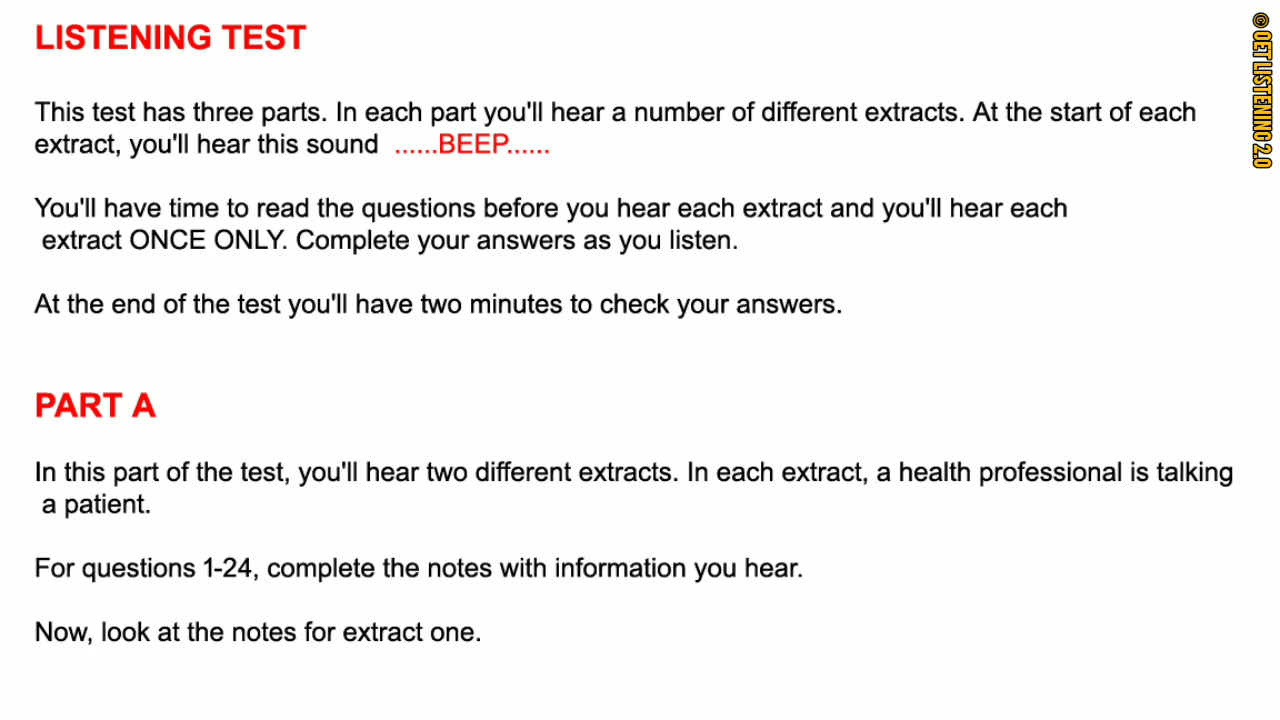 LISTENING TEST
This test has three parts. In each part you'll hear a number of different extracts. At the start of each
extract, you'll hear this sound ......BEEP......
You'll have time to read the questions before you hear each extract and you'll hear each
extract ONCE ONLY. Complete your answers as you listen.
At the end of the test you'll have two minutes to check your answers.
PART A
In this part of the test, you'll hear two different extracts. In each extract, a health professional is talking
a patient.
For questions 1-24, complete the notes with information you hear.
Now, look at the notes for extract one.
© OET LISTENING 2.0